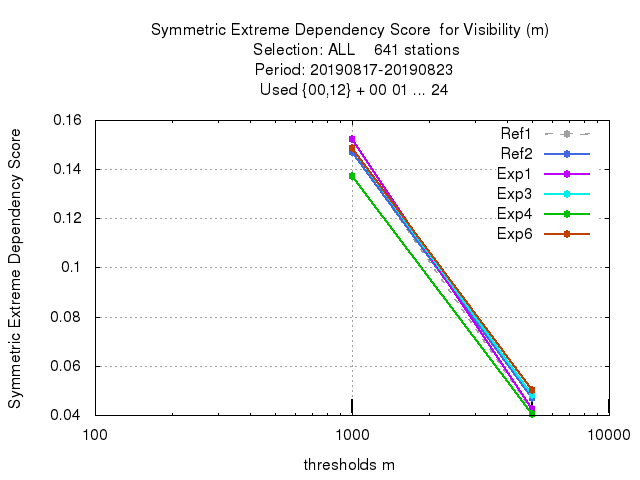 Symmetric Extreme Dependency Score  for Visibility (m)
Selection: ALL    641 stations
Period: 20190817-20190823
Used {00,12} + 00 01 ... 24
Symmetric Extreme Dependency Score
0.16
0.14
0.12
0.1
0.08
0.06
0.04
100
1000
10000
thresholds m
Ref1
Ref2
Exp1
Exp3
Exp4
Exp6